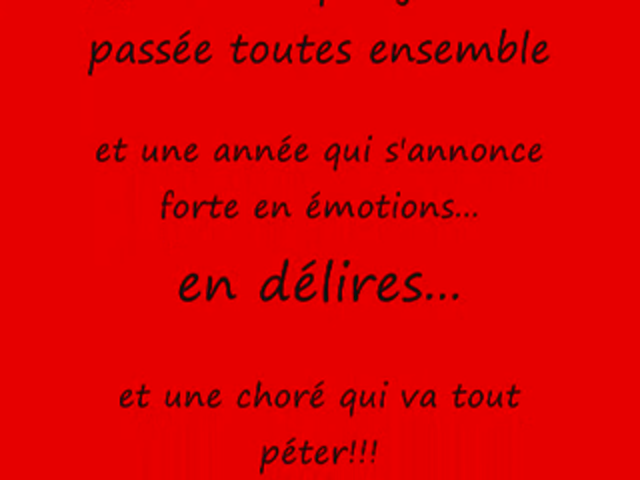 passée toutes ensemble
et une année qui s'annonce
forte en émotions...
en délires...
et une choré qui va tout
péter!!!